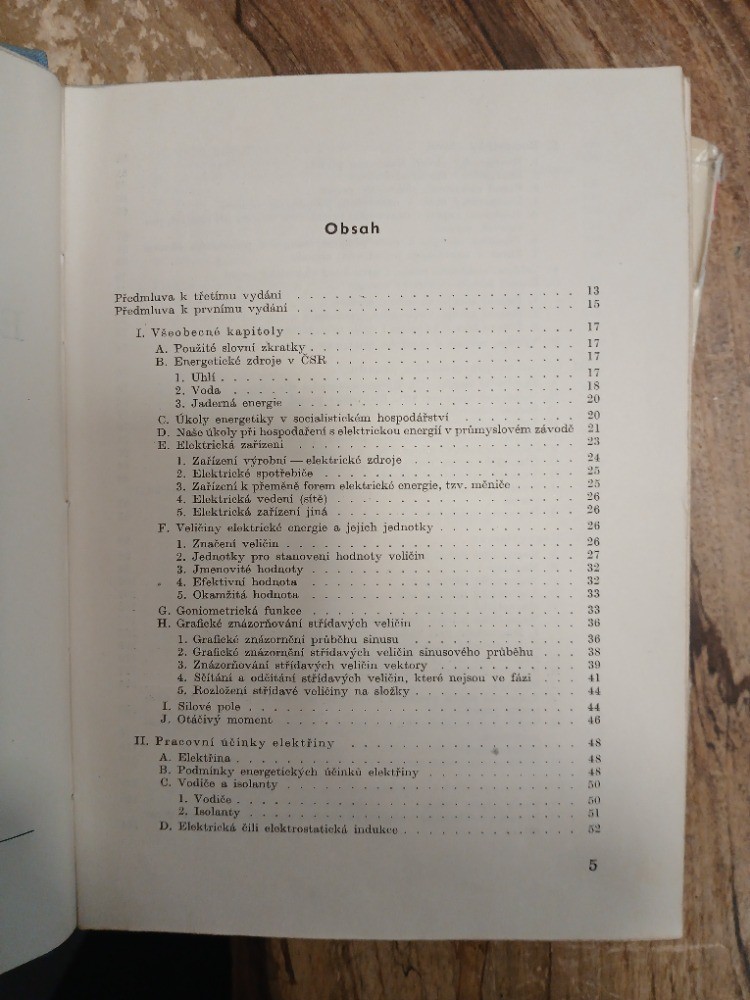 Obsah
Předmluva k třetímu vydání . . . . . . . . . . . . . . . . . . . . . . . 13
Předmluva k prvnímu vydání . . . . . . . . . . . . . . . . . . . . . . . 15
I. Všeobecné kapitoly . . . . . . . . . . . . . . . . . . . . . . . 17
A. Použité slovní zkratky . . . . . . . . . . . . . . . . . . . . . 17
B. Energetické zdroje v ČSR . . . . . . . . . . . . . . . . . . . . 17
1. Uhlí . . . . . . . . . . . . . . . . . . . . . . . . . . . . 17
2. Voda . . . . . . . . . . . . . . . . . . . . . . . . . . . . 18
3. Jaderná energie . . . . . . . . . . . . . . . . . . . . . . . 20
C. Úkoly energetiky v socialistickém hospodářství . . . . . . . . . . 20
D. Naše úkoly při hospodaření s elektrickou energií v průmyslovém závodě 21
E. Elektrická zařízení . . . . . . . . . . . . . . . . . . . . . . . 23
1. Zařízení výrobní — elektrické zdroje . . . . . . . . . . . . . 24
2. Elektrické spotřebiče . . . . . . . . . . . . . . . . . . . . 25
3. Zařízení k přeměně forem elektrické energie, tzv. měniče . . . . 25
4. Elektrická vedení (sítě) . . . . . . . . . . . . . . . . . . . 26
5. Elektrická zařízení jiná . . . . . . . . . . . . . . . . . . . 26
F. Veličiny elektrické energie a jejich jednotky . . . . . . . . . . . 26
1. Značení veličin . . . . . . . . . . . . . . . . . . . . . . . 26
2. Jednotky pro stanovení hodnoty veličin . . . . . . . . . . . . 27
3. Jmenovité hodnoty . . . . . . . . . . . . . . . . . . . . . . 32
4. Efektivní hodnota . . . . . . . . . . . . . . . . . . . . . . 32
5. Okamžitá hodnota . . . . . . . . . . . . . . . . . . . . . . 33
G. Goniometrická funkce . . . . . . . . . . . . . . . . . . . . . . 33
H. Grafické znázorňování střídavých veličin . . . . . . . . . . . . . 36
1. Grafické znázornění průběhu sinusu . . . . . . . . . . . . . . 36
2. Grafické znázornění střídavých veličin sinusového průběhu . . . 38
3. Znázorňování střídavých veličin vektory . . . . . . . . . . . . 39
4. Sčítání a odčítání střídavých veličin, které nejsou ve fázi . . . 41
5. Rozložení střídavé veličiny na složky . . . . . . . . . . . . . 44
I. Silové pole . . . . . . . . . . . . . . . . . . . . . . . . . . . 44
J. Otáčivý moment . . . . . . . . . . . . . . . . . . . . . . . . . 46
II. Pracovní účinky elektřiny . . . . . . . . . . . . . . . . . . . . 48
A. Elektřina . . . . . . . . . . . . . . . . . . . . . . . . . . . . 48
B. Podmínky energetických účinků elektřiny . . . . . . . . . . . . . 48
C. Vodiče a isolanty . . . . . . . . . . . . . . . . . . . . . . . . 50
1. Vodiče . . . . . . . . . . . . . . . . . . . . . . . . . . . 50
2. Isolanty . . . . . . . . . . . . . . . . . . . . . . . . . . 51
D. Elektrická čili elektrostatická indukce . . . . . . . . . . . . . . 52
5